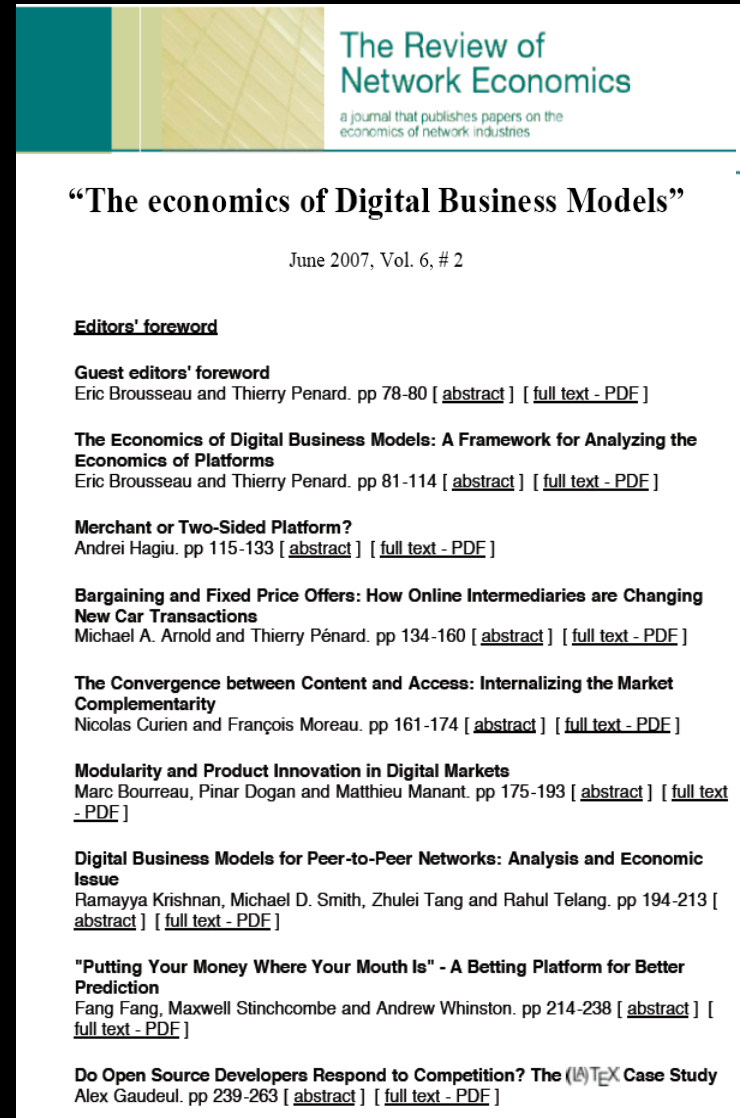 The Review of
Network Economics
a journal that publishes papers on the
economics of network industries
“The economics of Digital Business Models”
June 2007, Vol. 6, # 2
Editors' foreword
Guest editors' foreword
Eric Brousseau and Thierry Penard. pp 78-80 [ abstract ] [ full text - PDF ]
The Economics of Digital Business Models: A Framework for Analyzing the
Economics of Platforms
Eric Brousseau and Thierry Penard. pp 81-114 [ abstract ] [ full text - PDF ]
Merchant or Two-Sided Platform?
Andrei Hagiu. pp 115-133 [ abstract ] [ full text - PDF ]
Bargaining and Fixed Price Offers: How Online Intermediaries are Changing
New Car Transactions
Michael A. Arnold and Thierry Pénard. pp 134-160 [ abstract ] [ full text - PDF ]
The Convergence between Content and Access: Internalizing the Market
Complementarity
Nicolas Curien and François Moreau. pp 161-174 [ abstract ] [ full text - PDF ]
Modularity and Product Innovation in Digital Markets
Marc Bourreau, Pinar Dogan and Matthieu Manant. pp 175-193 [ abstract ] [ full text
- PDF ]
Digital Business Models for Peer-to-Peer Networks: Analysis and Economic
Issue
Ramayya Krishnan, Michael D. Smith, Zhulei Tang and Rahul Telang. pp 194-213 [
abstract ] [ full text - PDF ]
"Putting Your Money Where Your Mouth Is" - A Betting Platform for Better
Prediction
Fang Fang, Maxwell Stinchcombe and Andrew Whinston. pp 214-238 [ abstract ] [
full text - PDF ]
Do Open Source Developers Respond to Competition? The (LA)TEX Case Study
Alex Gaudeul. pp 239-263 [ abstract ] [ full text - PDF ]